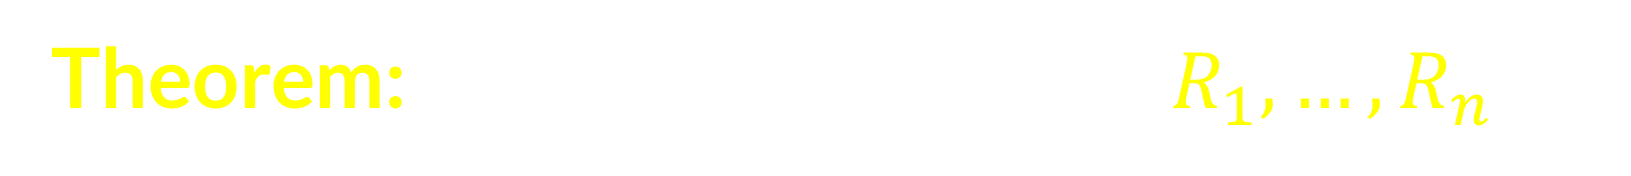 Theorem: R₁, … , Rₙ